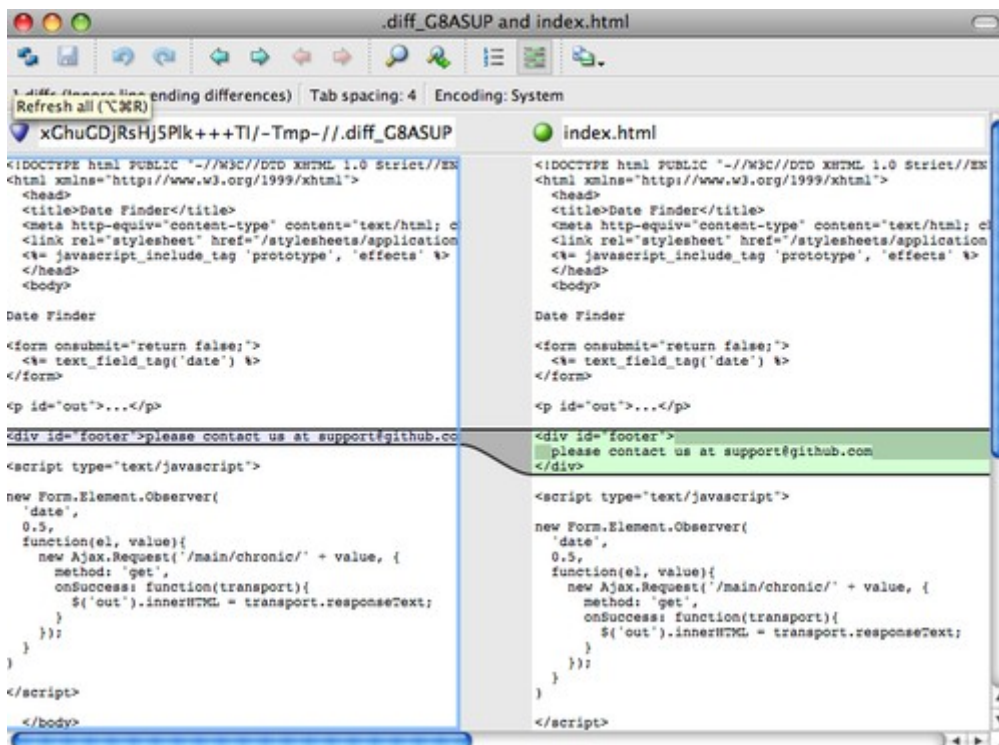 .diff_G8ASUP and index.html
1 diffs (Ignore line ending differences) Tab spacing: 4 Encoding: System
Refresh all (⌥⌘R)
xGhuGDjRsHj5Plk+++TI/-Tmp-//.diff_G8ASUP
<!DOCTYPE html PUBLIC "-//W3C//DTD XHTML 1.0 Strict//EN
<html xmlns="http://www.w3.org/1999/xhtml">
<head>
<title>Date Finder</title>
<meta http-equiv="content-type" content="text/html; c
<link rel="stylesheet" href="/stylesheets/application
<%= javascript_include_tag 'prototype', 'effects' %>
</head>
<body>
Date Finder
<form onsubmit="return false;">
<%= text_field_tag('date') %>
</form>
<p id="out">...</p>
<div id="footer">please contact us at support@github.co
<script type="text/javascript">
new Form.Element.Observer(
'date',
0.5,
function(el, value){
new Ajax.Request('/main/chronic/' + value, {
method: 'get',
onSuccess: function(transport){
$('out').innerHTML = transport.responseText;
}
});
}
)
</script>
</body>
index.html
<!DOCTYPE html PUBLIC "-//W3C//DTD XHTML 1.0 Strict//EN
<html xmlns="http://www.w3.org/1999/xhtml">
<head>
<title>Date Finder</title>
<meta http-equiv="content-type" content="text/html; c
<link rel="stylesheet" href="/stylesheets/application
<%= javascript_include_tag 'prototype', 'effects' %>
</head>
<body>
Date Finder
<form onsubmit="return false;">
<%= text_field_tag('date') %>
</form>
<p id="out">...</p>
<div id="footer">
please contact us at support@github.com
</div>
<script type="text/javascript">
new Form.Element.Observer(
'date',
0.5,
function(el, value){
new Ajax.Request('/main/chronic/' + value, {
method: 'get',
onSuccess: function(transport){
$('out').innerHTML = transport.responseText;
}
});
}
)
</script>